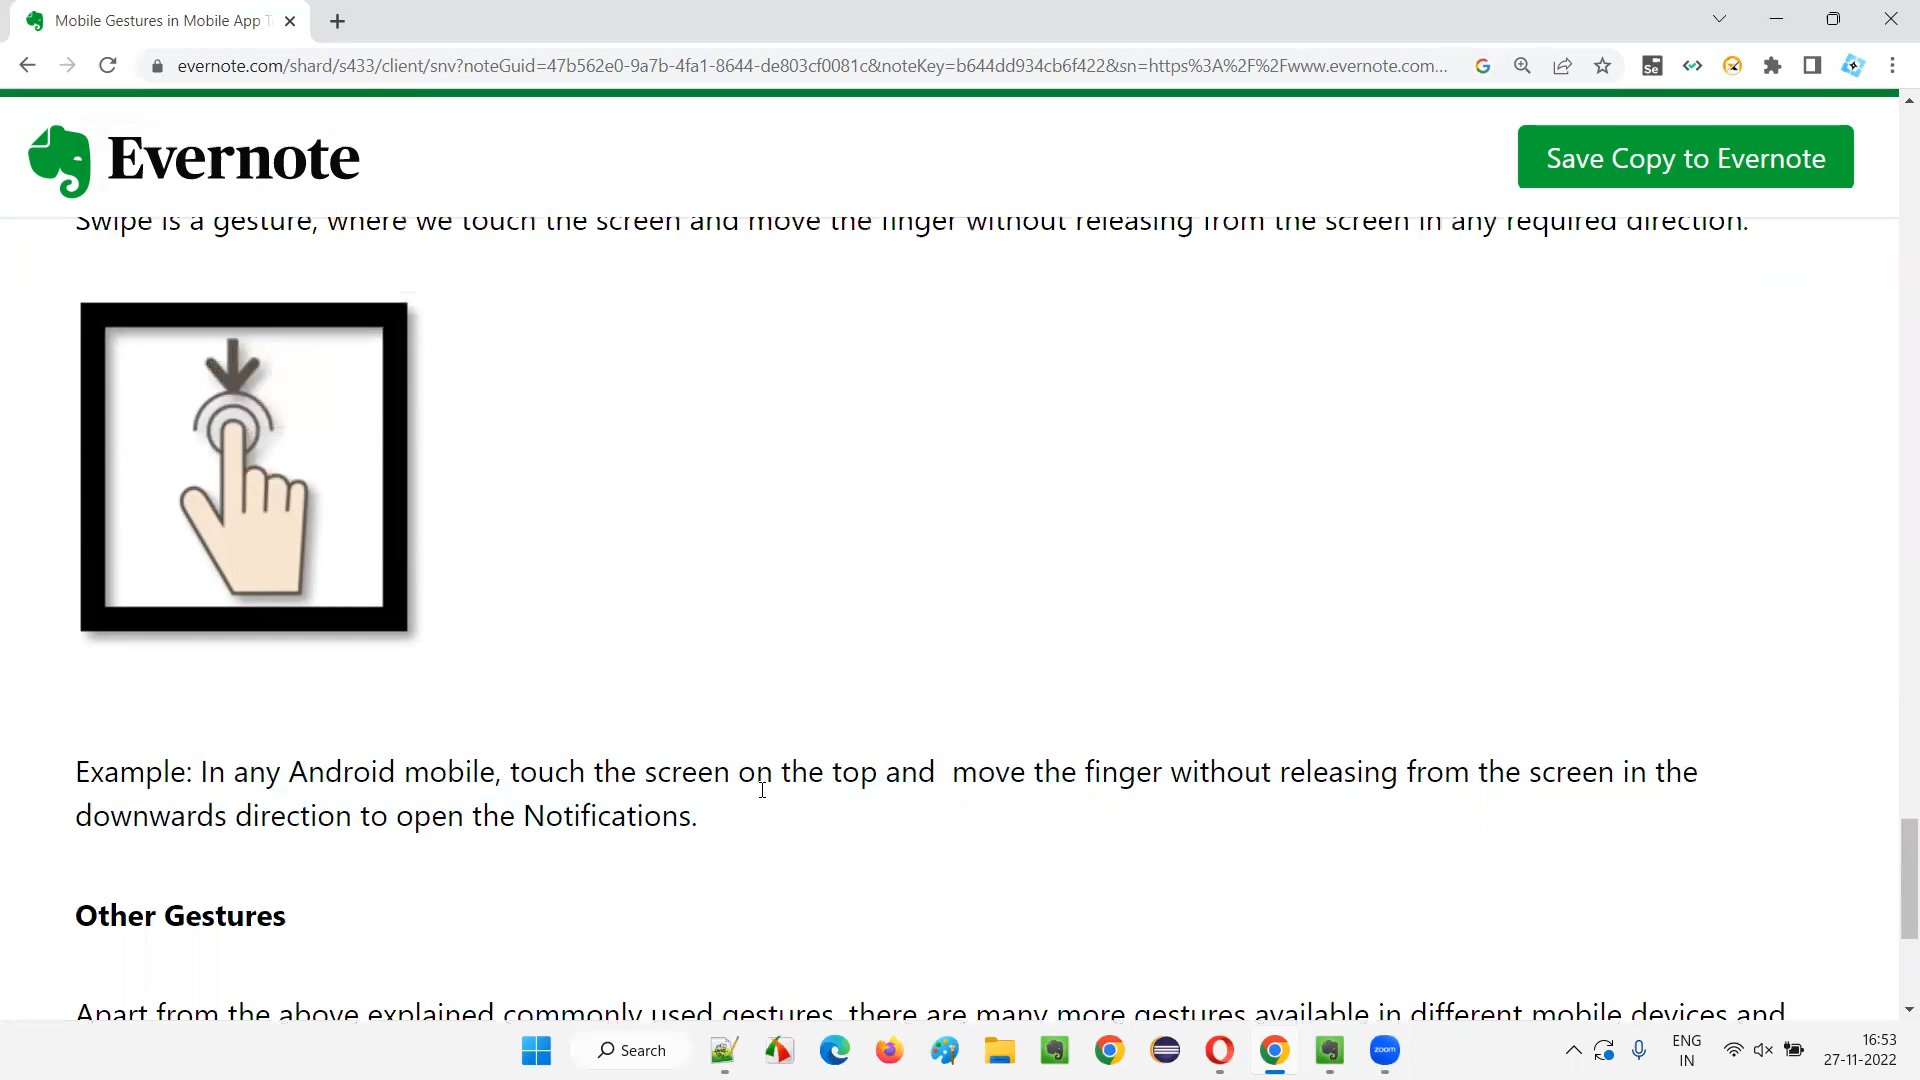 Mobile Gestures in Mobile App T
evernote.com/shard/s433/client/snv?noteGuid=47b562e0-9a7b-4fa1-8644-de803cf0081c&noteKey=b644dd934cb6f422&sn=https%3A%2F%2Fwww.evernote.com...
Se
Evernote
Save Copy to Evernote
Swipe is a gesture, where we touch the screen and move the finger without releasing from the screen in any required direction.
Example: In any Android mobile, touch the screen on the top and move the finger without releasing from the screen in the
downwards direction to open the Notifications.
Other Gestures
Apart from the above explained commonly used gestures, there are many more gestures available in different mobile devices and
Search
zoom
ENG
IN
16:53
27-11-2022